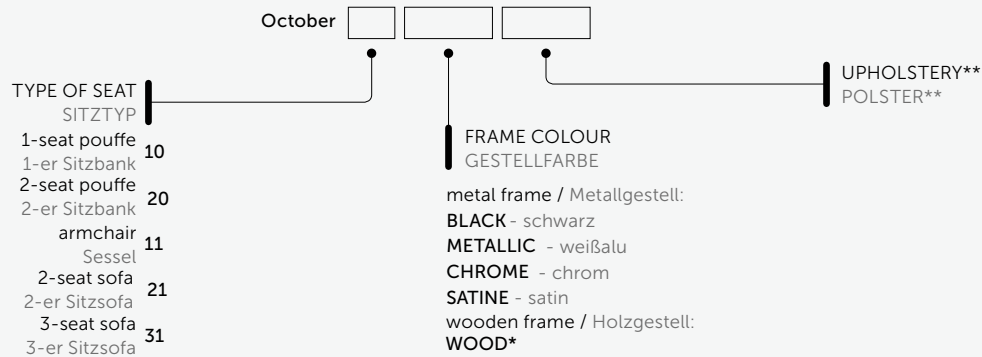 October
TYPE OF SEAT
SITZTYP
1-seat pouffe
1-er Sitzbank
10
2-seat pouffe
2-er Sitzbank
20
armchair
Sessel
11
2-seat sofa
2-er Sitzsofa
21
3-seat sofa
3-er Sitzsofa
31
FRAME COLOUR
GESTELLFARBE
metal frame / Metallgestell:
BLACK - schwarz
METALLIC - weißalu
CHROME - chrom
SATINE - satin
wooden frame / Holzgestell:
WOOD*
UPHOLSTERY**
POLSTER**